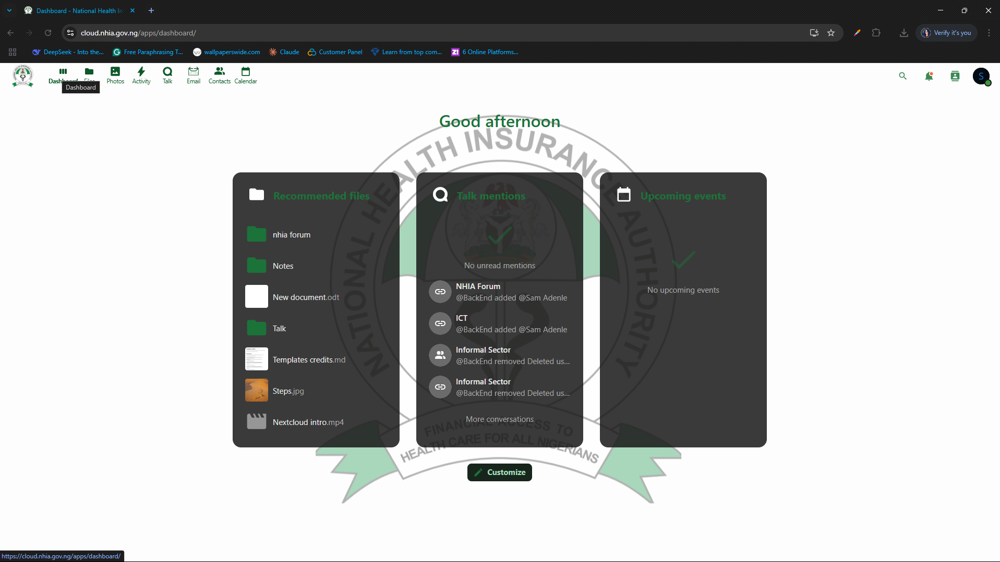 Dashboard - National Health In
cloud.nhia.gov.ng/apps/dashboard/
Verify it's you
DeepSeek - Into the...
Free Paraphrasing T...
wallpaperswide.com
Claude
Customer Panel
Learn from top com...
Z!
6 Online Platforms...
Dashboard
Files
Photos
Activity
Talk
Email
Contacts
Calendar
Dashboard
S
Good afternoon
NATIONAL HEALTH INSURANCE AUTHORITY
Recommended files
nhia forum
Notes
New document.odt
Talk
Templates credits.md
Steps.jpg
Nextcloud intro.mp4
Talk mentions
No unread mentions
NHIA Forum
@BackEnd added @Sam Adenle
ICT
@BackEnd added @Sam Adenle
Informal Sector
@BackEnd removed Deleted us...
Informal Sector
@BackEnd removed Deleted us...
More conversations
Upcoming events
No upcoming events
FINANCIAL ACCESS TO
HEALTH CARE FOR ALL NIGERIANS
Customize
https://cloud.nhia.gov.ng/apps/dashboard/